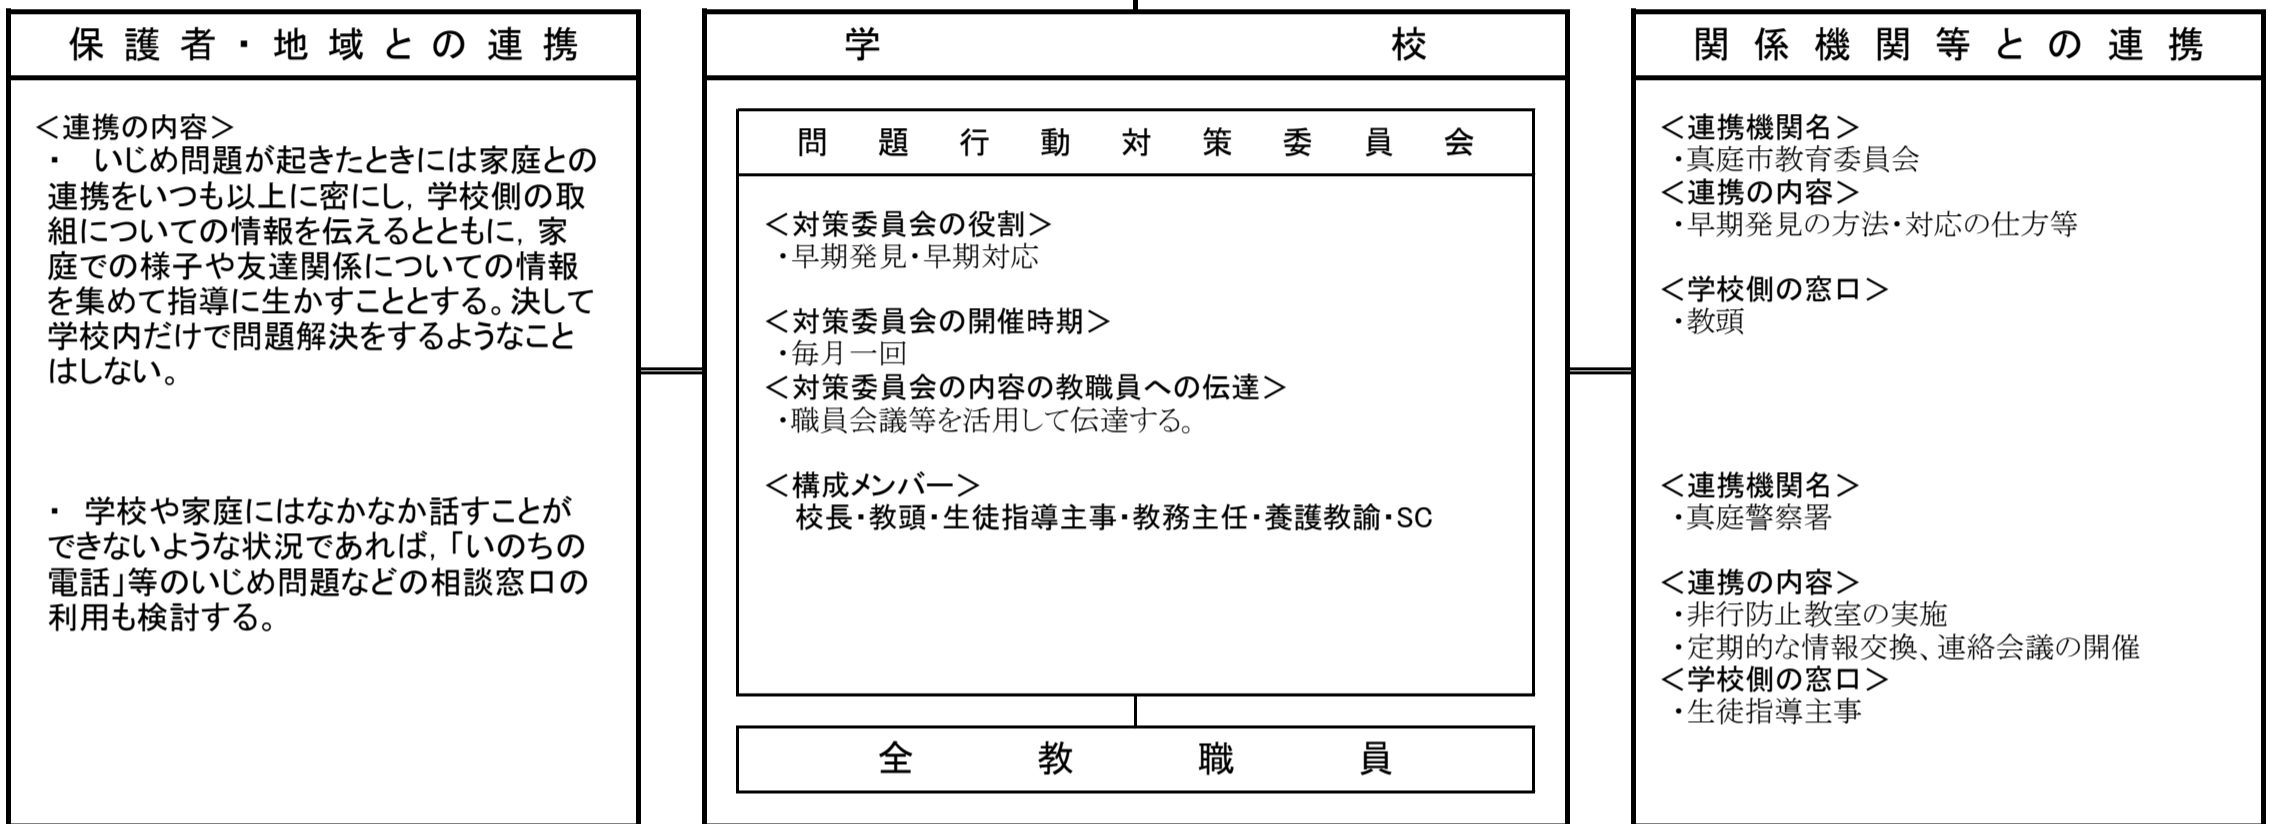 保護者・地域との連携
＜連携の内容＞
・　いじめ問題が起きたときには家庭との
連携をいつも以上に密にし，学校側の取
組についての情報を伝えるとともに，家
庭での様子や友達関係についての情報
を集めて指導に生かすこととする。決して
学校内だけで問題解決をするようなこと
はしない。
・　学校や家庭にはなかなか話すことが
できないような状況であれば，「いのちの
電話」等のいじめ問題などの相談窓口の
利用も検討する。
学校
問題行動対策委員会
＜対策委員会の役割＞
・早期発見・早期対応
＜対策委員会の開催時期＞
・毎月一回
＜対策委員会の内容の教職員への伝達＞
・職員会議等を活用して伝達する。
＜構成メンバー＞
校長・教頭・生徒指導主事・教務主任・養護教諭・SC
全教職員
関係機関等との連携
＜連携機関名＞
・真庭市教育委員会
＜連携の内容＞
・早期発見の方法・対応の仕方等
＜学校側の窓口＞
・教頭
＜連携機関名＞
・真庭警察署
＜連携の内容＞
・非行防止教室の実施
・定期的な情報交換、連絡会議の開催
＜学校側の窓口＞
・生徒指導主事